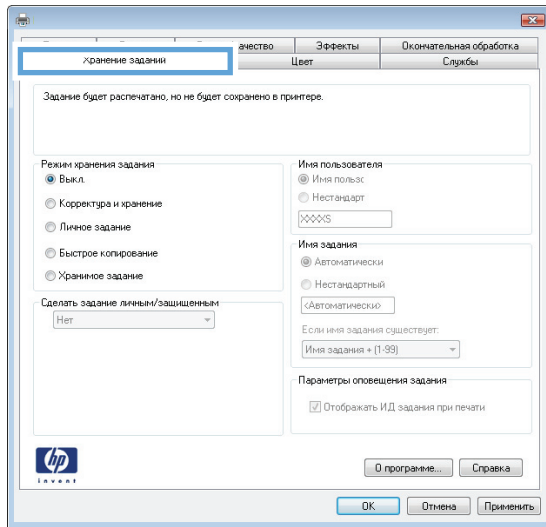 ачество
Эффекты
Окончательная обработка
Хранение заданий
Цвет
Службы
Задание будет распечатано, но не будет сохранено в принтере.
Режим хранения задания
Выкл.
Корректура и хранение
Личное задание
Быстрое копирование
Хранимое задание
Сделать задание личным/защищенным
Нет
Имя пользователя
Имя пользс
Нестандарт
XXXXS
Имя задания
Автоматически
Нестандартный
<Автоматически>
Если имя задания существует:
Имя задания + (1-99)
Параметры оповещения задания
Отображать ИД задания при печати
hp
invent
О программе...
Справка
OK
Отмена
Применить